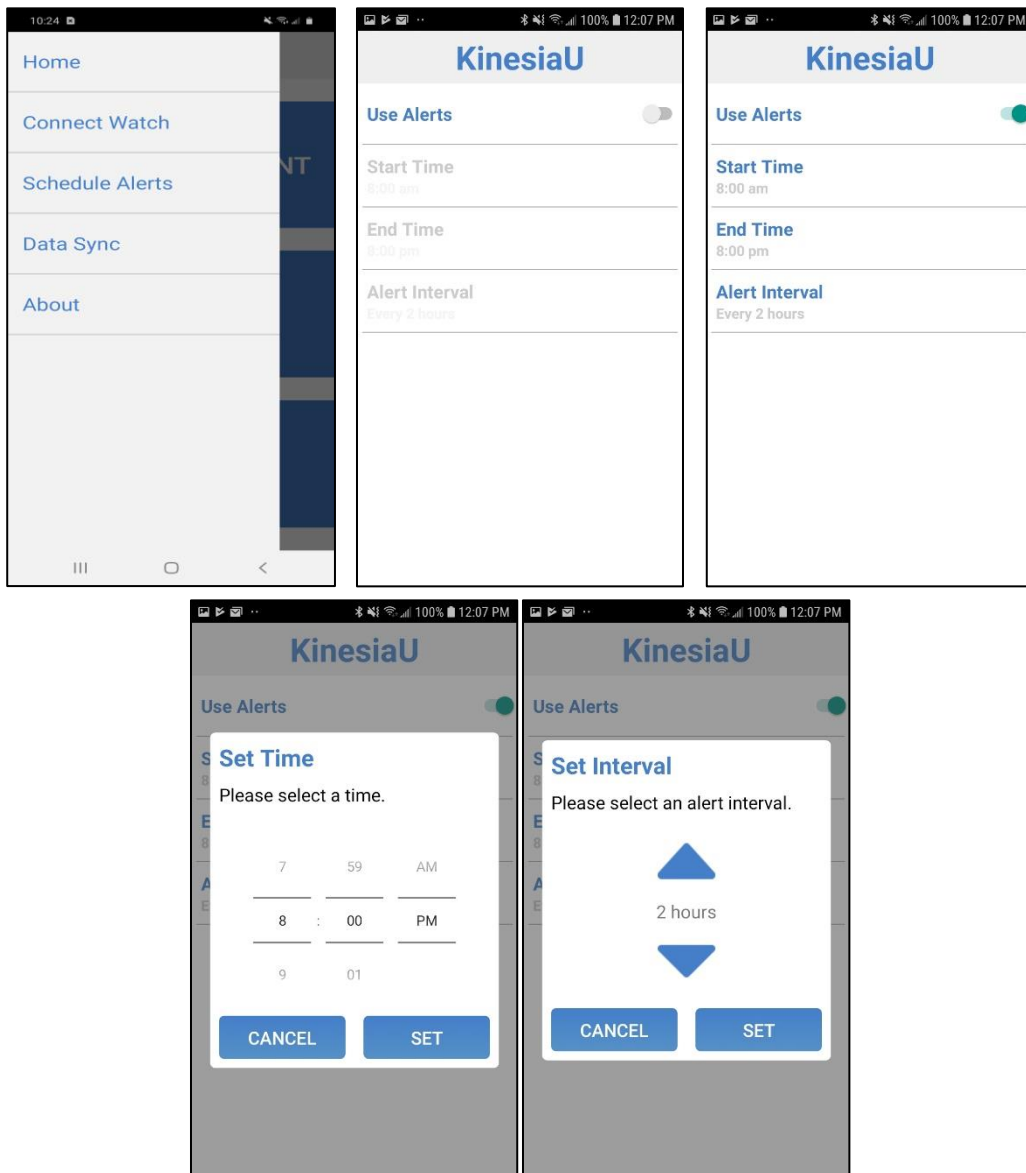 10:24
Home
Connect Watch
Schedule Alerts
Data Sync
About
NT
100% 12:07 PM
KinesiaU
Use Alerts
Start Time
8:00 am
End Time
8:00 pm
Alert Interval
Every 2 hours
100% 12:07 PM
KinesiaU
Use Alerts
Start Time
8:00 am
End Time
8:00 pm
Alert Interval
Every 2 hours
100% 12:07 PM
KinesiaU
Use Alerts
S
8
E
8
A
E
Set Time
Please select a time.
7 59 AM
8 : 00 PM
9 01
CANCEL SET
100% 12:07 PM
KinesiaU
Use Alerts
S
8
E
8
A
E
Set Interval
Please select an alert interval.
2 hours
CANCEL SET